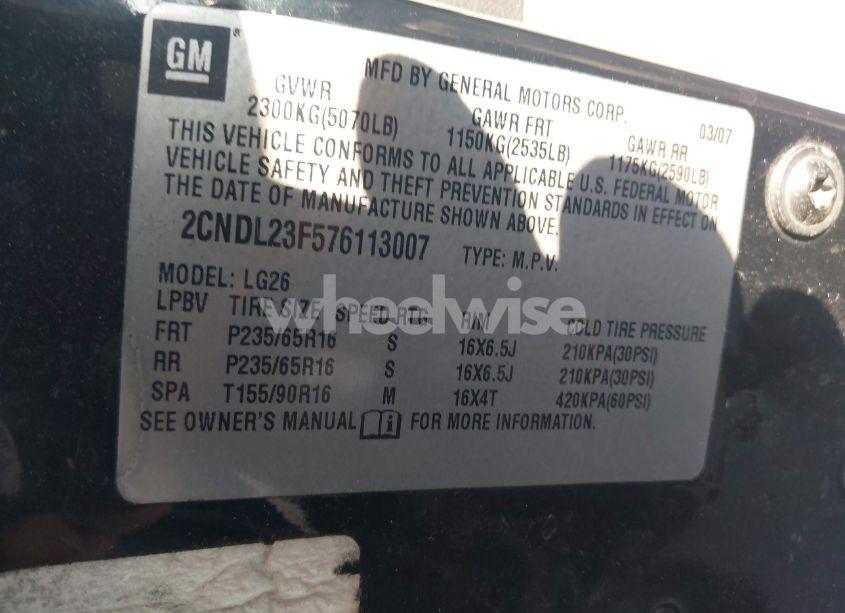 GM
MFD BY GENERAL MOTORS CORP. 03/07
GVWR GAWR FRT GAWR RR
2300KG(5070LB) 1150KG(2535LB) 1175KG(2590LB)
THIS VEHICLE CONFORMS TO ALL APPLICABLE U.S. FEDERAL MOTOR
VEHICLE SAFETY AND THEFT PREVENTION STANDARDS IN EFFECT ON
THE DATE OF MANUFACTURE SHOWN ABOVE.
2CNDL23F576113007 TYPE: M.P.V.
MODEL: LG26
LPBV TIRE SIZE SPEED RTG RIM COLD TIRE PRESSURE
FRT P235/65R16 S 16X6.5J 210KPA(30PSI)
RR P235/65R16 S 16X6.5J 210KPA(30PSI)
SPA T155/90R16 M 16X4T 420KPA(60PSI)
SEE OWNER'S MANUAL FOR MORE INFORMATION.
wheelwise